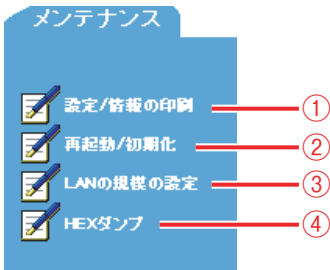 メンテナンス
設定/情報の印刷 ①
再起動/初期化 ②
LANの規模の設定 ③
HEXダンプ ④